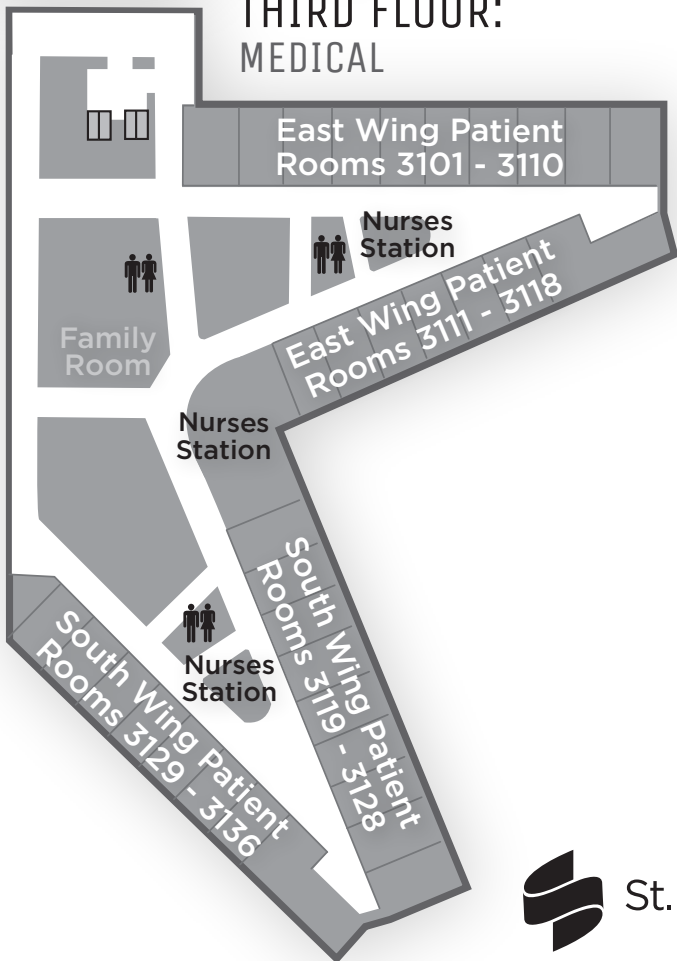 THIRD FLOOR:
MEDICAL
East Wing Patient
Rooms 3101 - 3110
Nurses
Station
East Wing Patient
Rooms 3111 - 3118
Family
Room
Nurses
Station
South Wing Patient
Rooms 3119 - 3128
Nurses
Station
South Wing Patient
Rooms 3129 - 3136
St.